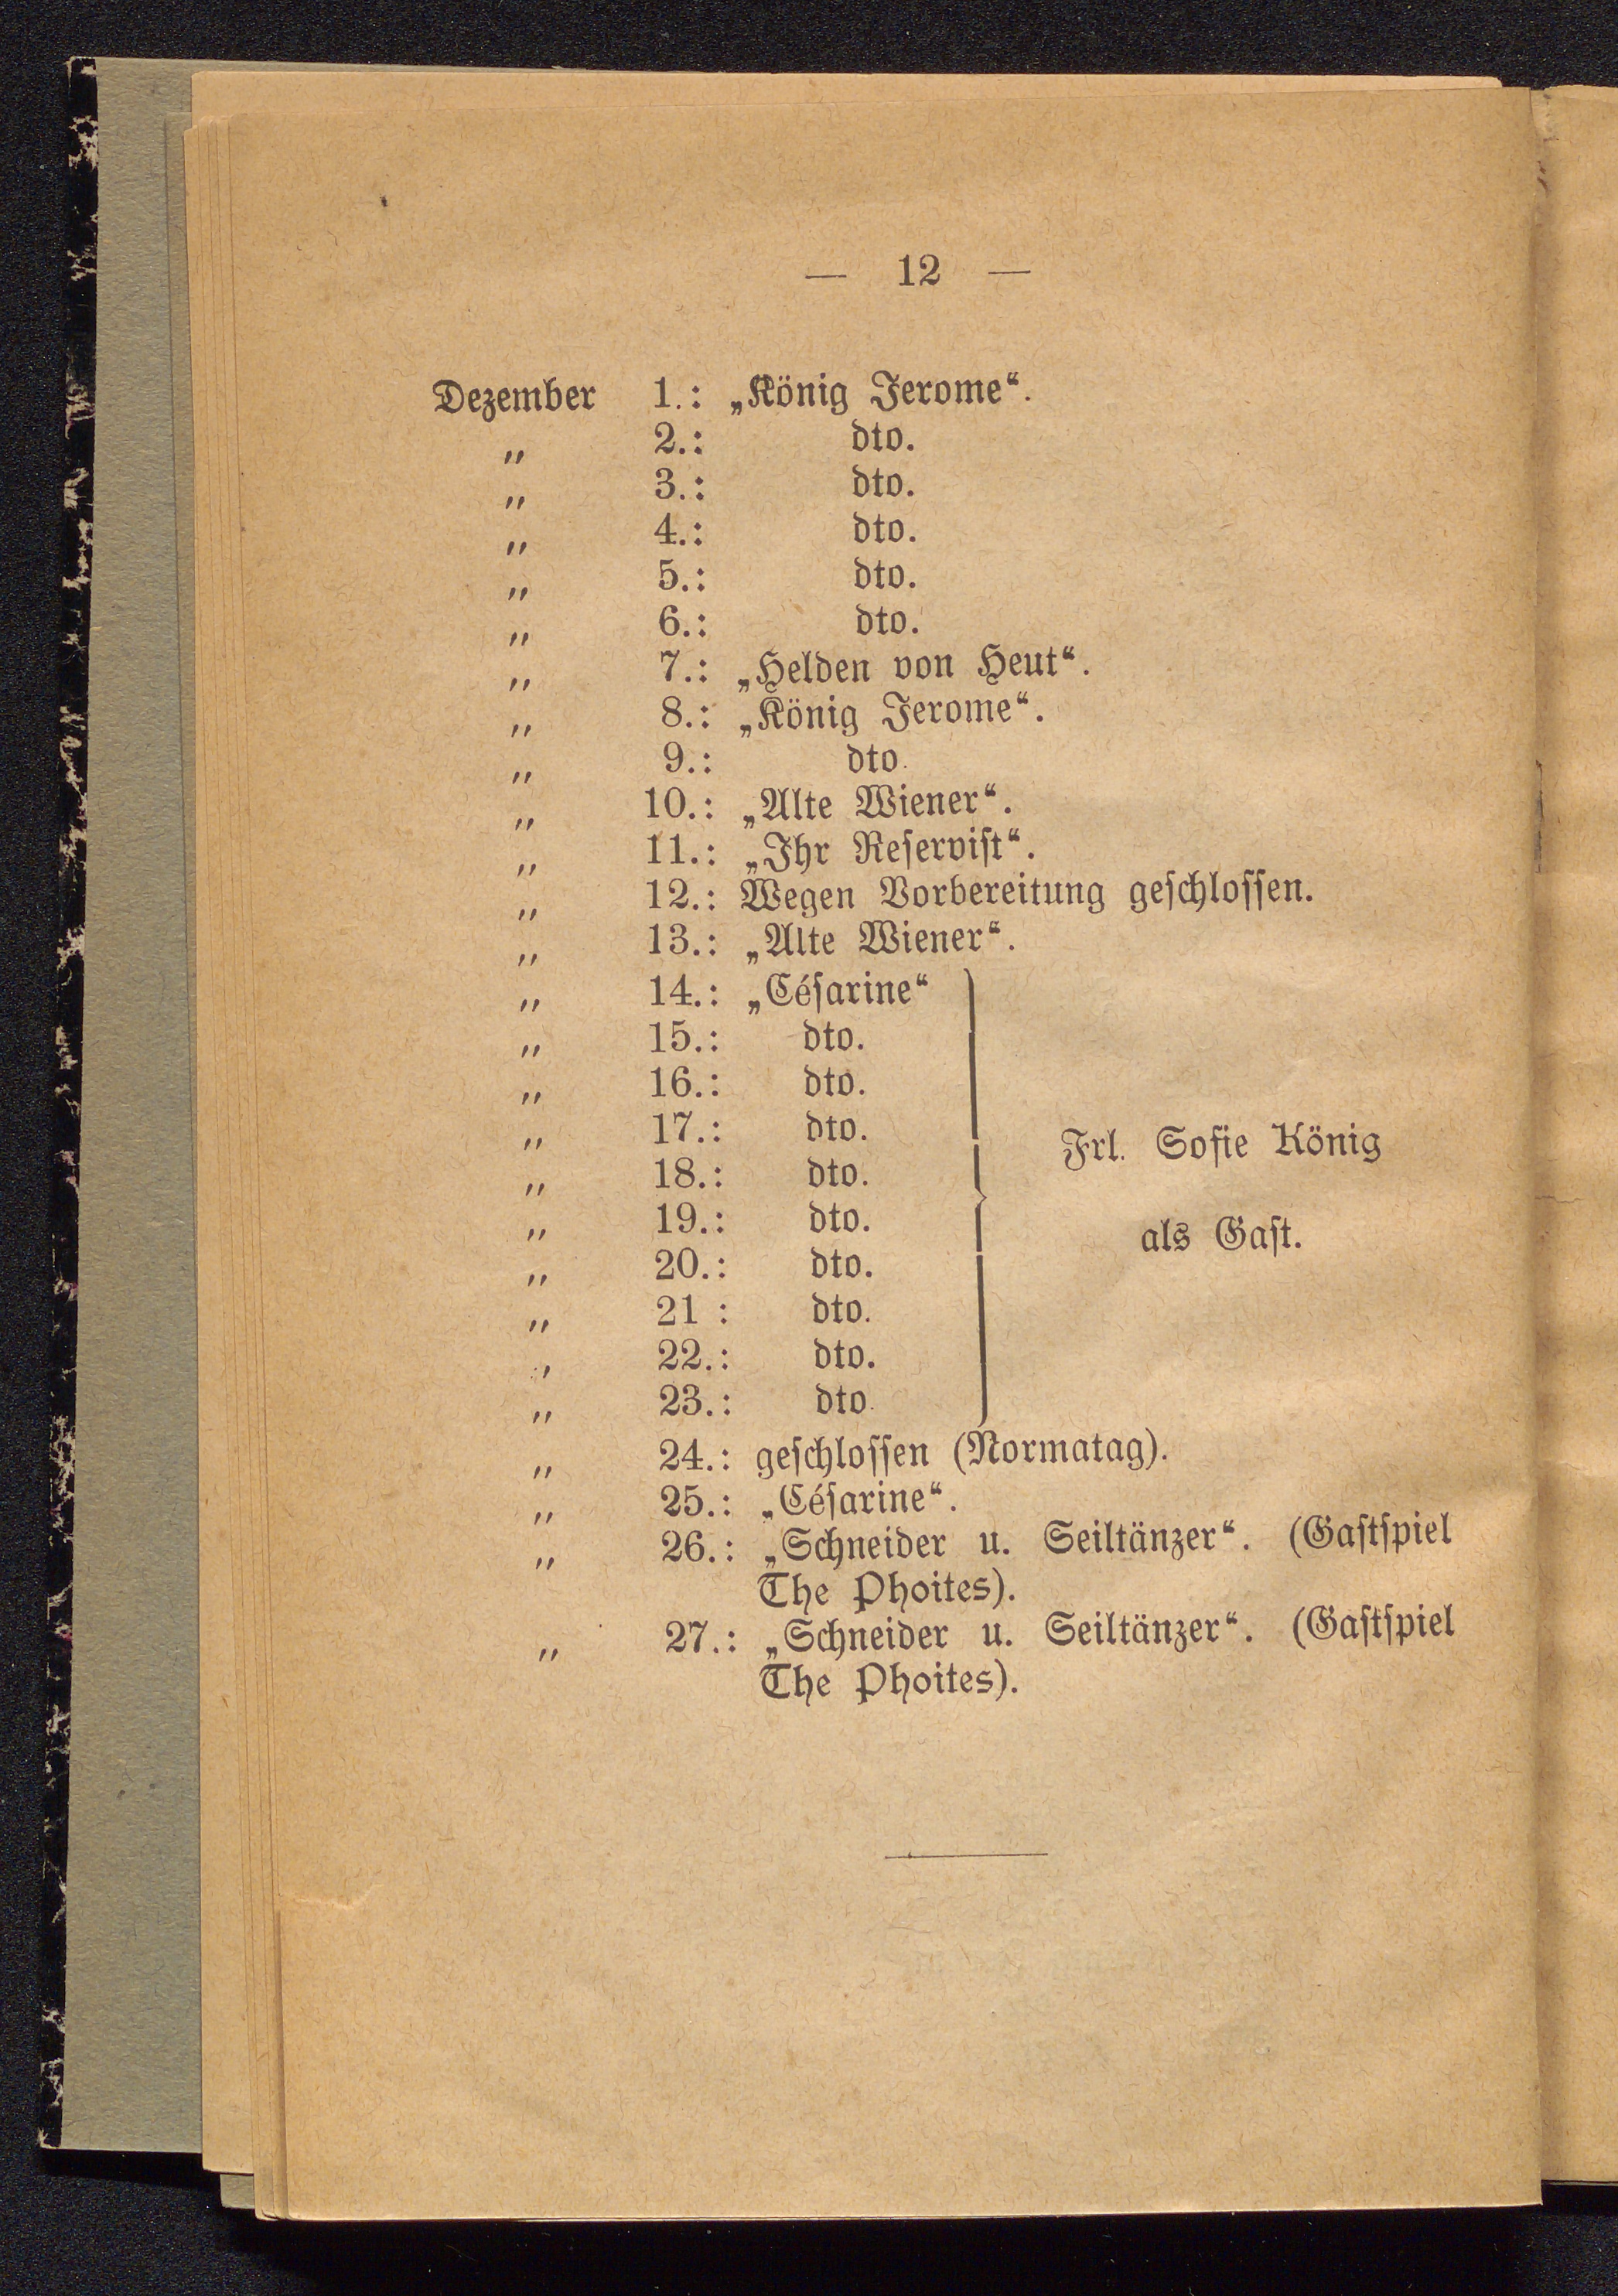 — 12 —
Dezember 1.: „König Jerome“.
„ 2.: dto.
„ 3.: dto.
„ 4.: dto.
„ 5.: dto.
„ 6.: dto.
„ 7.: „Helden von Heut“.
„ 8.: „König Jerome“.
„ 9.: dto.
„ 10.: „Alte Wiener“.
„ 11.: „Ihr Reserviſt“.
„ 12.: Wegen Vorbereitung geſchloſſen.
„ 13.: „Alte Wiener“.
„ 14.: „Céſarine“
„ 15.: dto.
„ 16.: dto.
„ 17.: dto.
„ 18.: dto.
„ 19.: dto.
„ 20.: dto.
„ 21 : dto.
„ 22.: dto.
„ 23.: dto.
Frl. Sofie König
als Gaſt.
„ 24.: geſchloſſen (Normatag).
„ 25.: „Céſarine“.
„ 26.: „Schneider u. Seiltänzer“. (Gaſtſpiel
The Phoites).
„ 27.: „Schneider u. Seiltänzer“. (Gaſtſpiel
The Phoites).